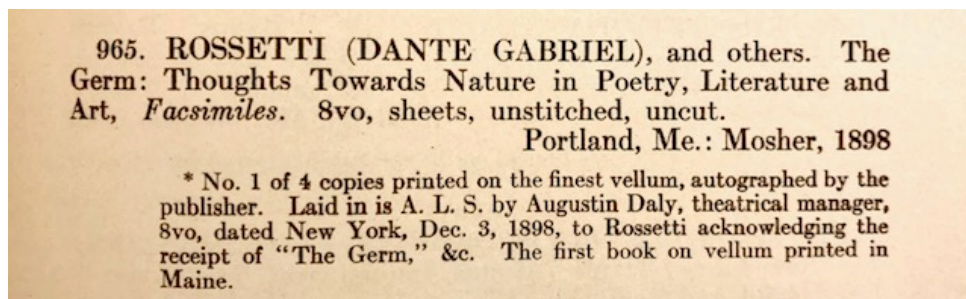 965. ROSSETTI (DANTE GABRIEL), and others. The
Germ: Thoughts Towards Nature in Poetry, Literature and
Art, Facsimiles. 8vo, sheets, unstitched, uncut.
Portland, Me.: Mosher, 1898
* No. 1 of 4 copies printed on the finest vellum, autographed by the
publisher. Laid in is A. L. S. by Augustin Daly, theatrical manager,
8vo, dated New York, Dec. 3, 1898, to Rossetti acknowledging the
receipt of “The Germ,” &c. The first book on vellum printed in
Maine.